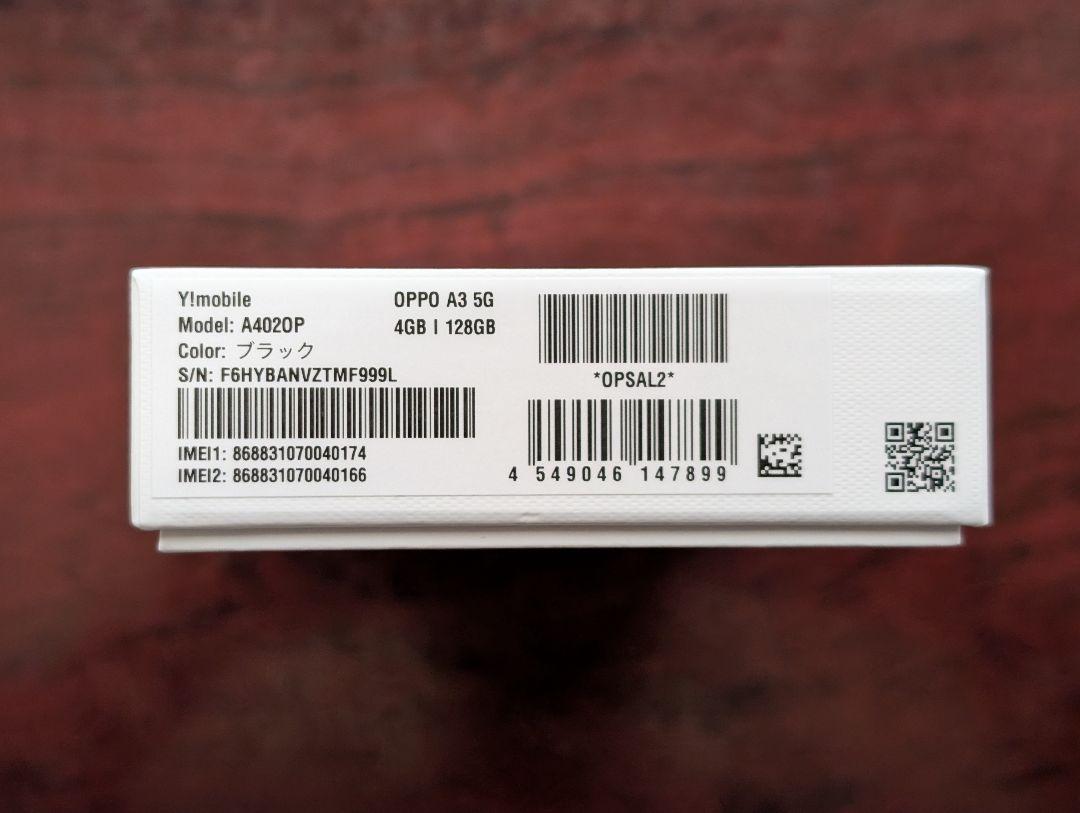 Y!mobile
OPPO A3 5G
Model: A402OP
4GB | 128GB
Color: ブラック
S/N: F6HYBANVZTMF999L
IMEI1: 868831070040174
IMEI2: 868831070040166
*OPSAL2*
4 549046 147899